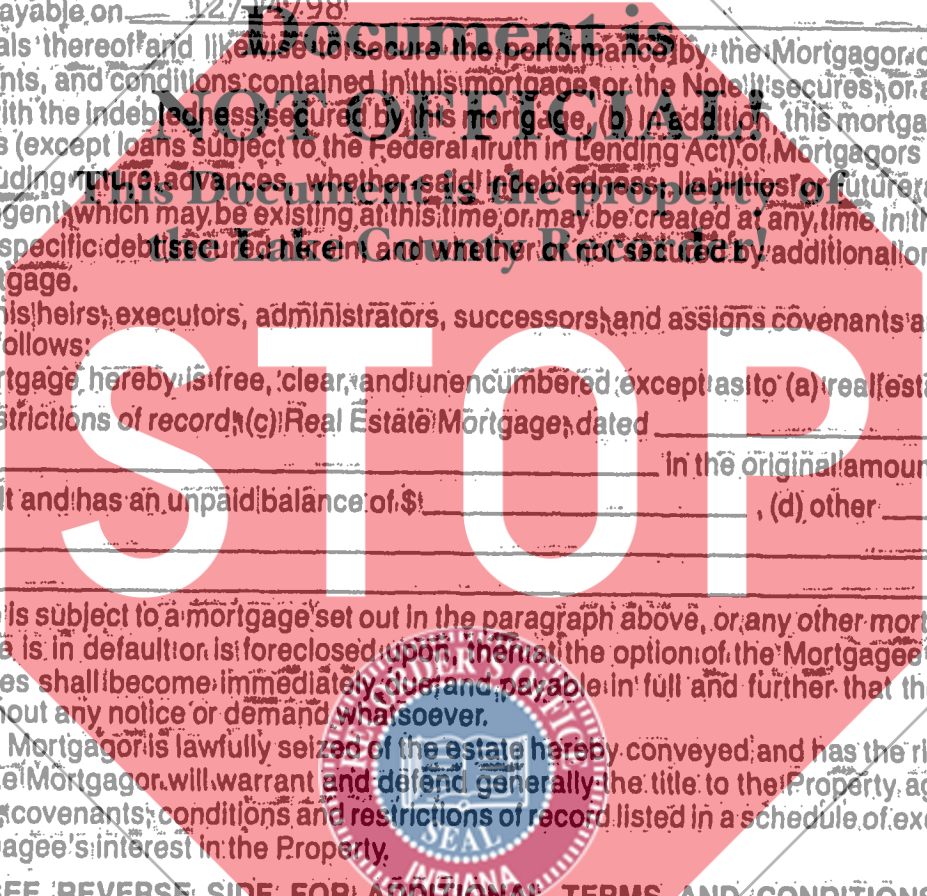 ayable on
Document is
als thereof and likewise to secure the performance by the Mortgagor
nts, and conditions contained in this mortgage, or the Note it secures, or a
NOT OFFICIAL!
ith the indebtedness secured by this mortgage, (b) in addition, this mortga
s (except loans subject to the Federal Truth in Lending Act) of Mortgagors
This Document is the property of
uding future advances, whether said indebtedness, liabilities or future
gent, which may be existing at this time or may be created at any time in th
the Lake County Recorder!
specific debt secured herein (a) or whether or not secured by additional or
gage.
is heirs, executors, administrators, successors, and assigns covenants a
ollows:
STOP
rtgage hereby is free, clear, and unencumbered except as to (a) real esta
strictions of record, (c) Real Estate Mortgage, dated
in the original amoun
lt and has an unpaid balance of $ , (d) other
is subject to a mortgage set out in the paragraph above, or any other mort
e is in default or is foreclosed upon, then at the option of the Mortgagee
es shall become immediately due and payable in full and further that th
out any notice or demand whatsoever.
Mortgagor is lawfully seized of the estate hereby conveyed and has the ri
e Mortgagor will warrant and defend generally the title to the Property ag
covenants, conditions and restrictions of record listed in a schedule of exc
agee's interest in the Property.
RECORDER'S OFFICE
SEAL
INDIANA
EE REVERSE SIDE FOR ADDITIONAL TERMS AND CONDITIONS